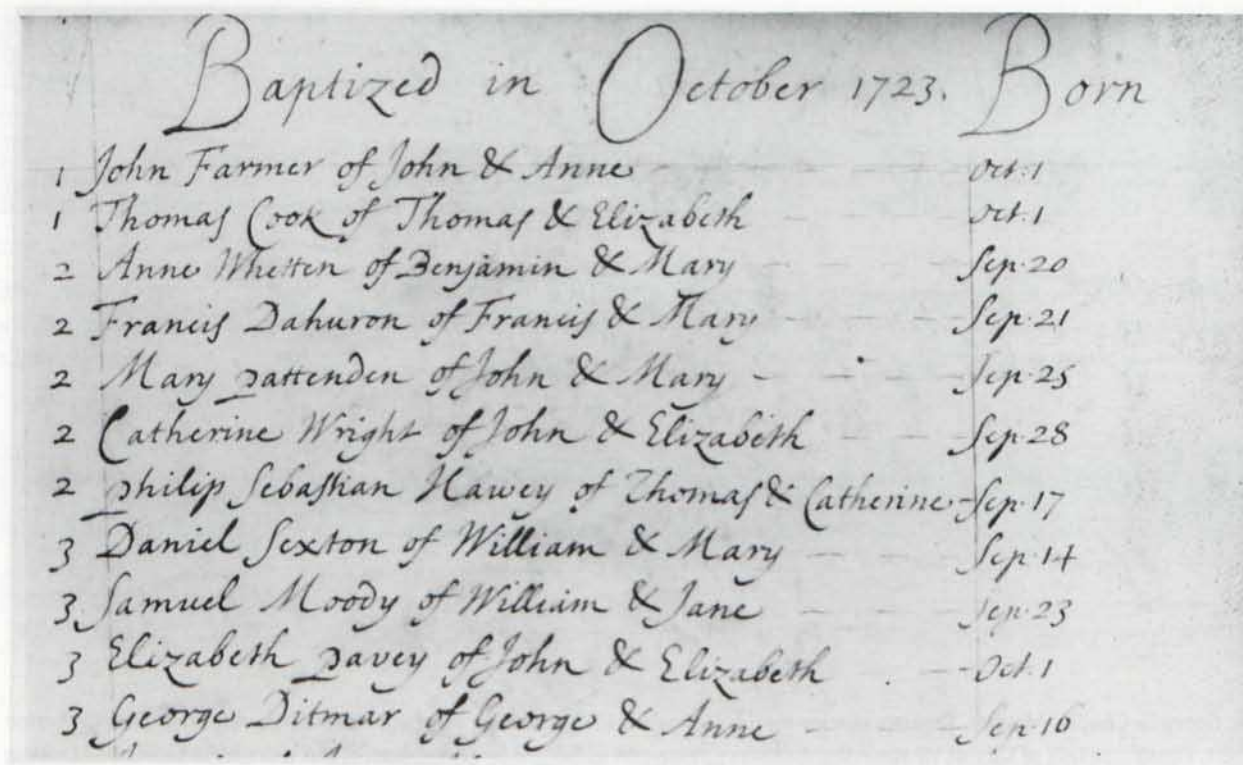 Baptized in October 1723. Born
1 John Farmer of John & Anne Oct. 1
1 Thomas Cook of Thomas & Elizabeth Oct. 1
2 Anne Whetten of Benjamin & Mary Sep. 20
2 Francis Dahuron of Francis & Mary Sep. 21
2 Mary Pattenden of John & Mary Sep. 25
2 Catherine Wright of John & Elizabeth Sep. 28
2 Philip Sebastian Hawey of Thomas & Catherine Sep. 17
3 Daniel Sexton of William & Mary Sep. 14
3 Samuel Moody of William & Jane Sep. 23
3 Elizabeth Pavey of John & Elizabeth Oct. 1
3 George Ditmar of George & Anne Sep. 16